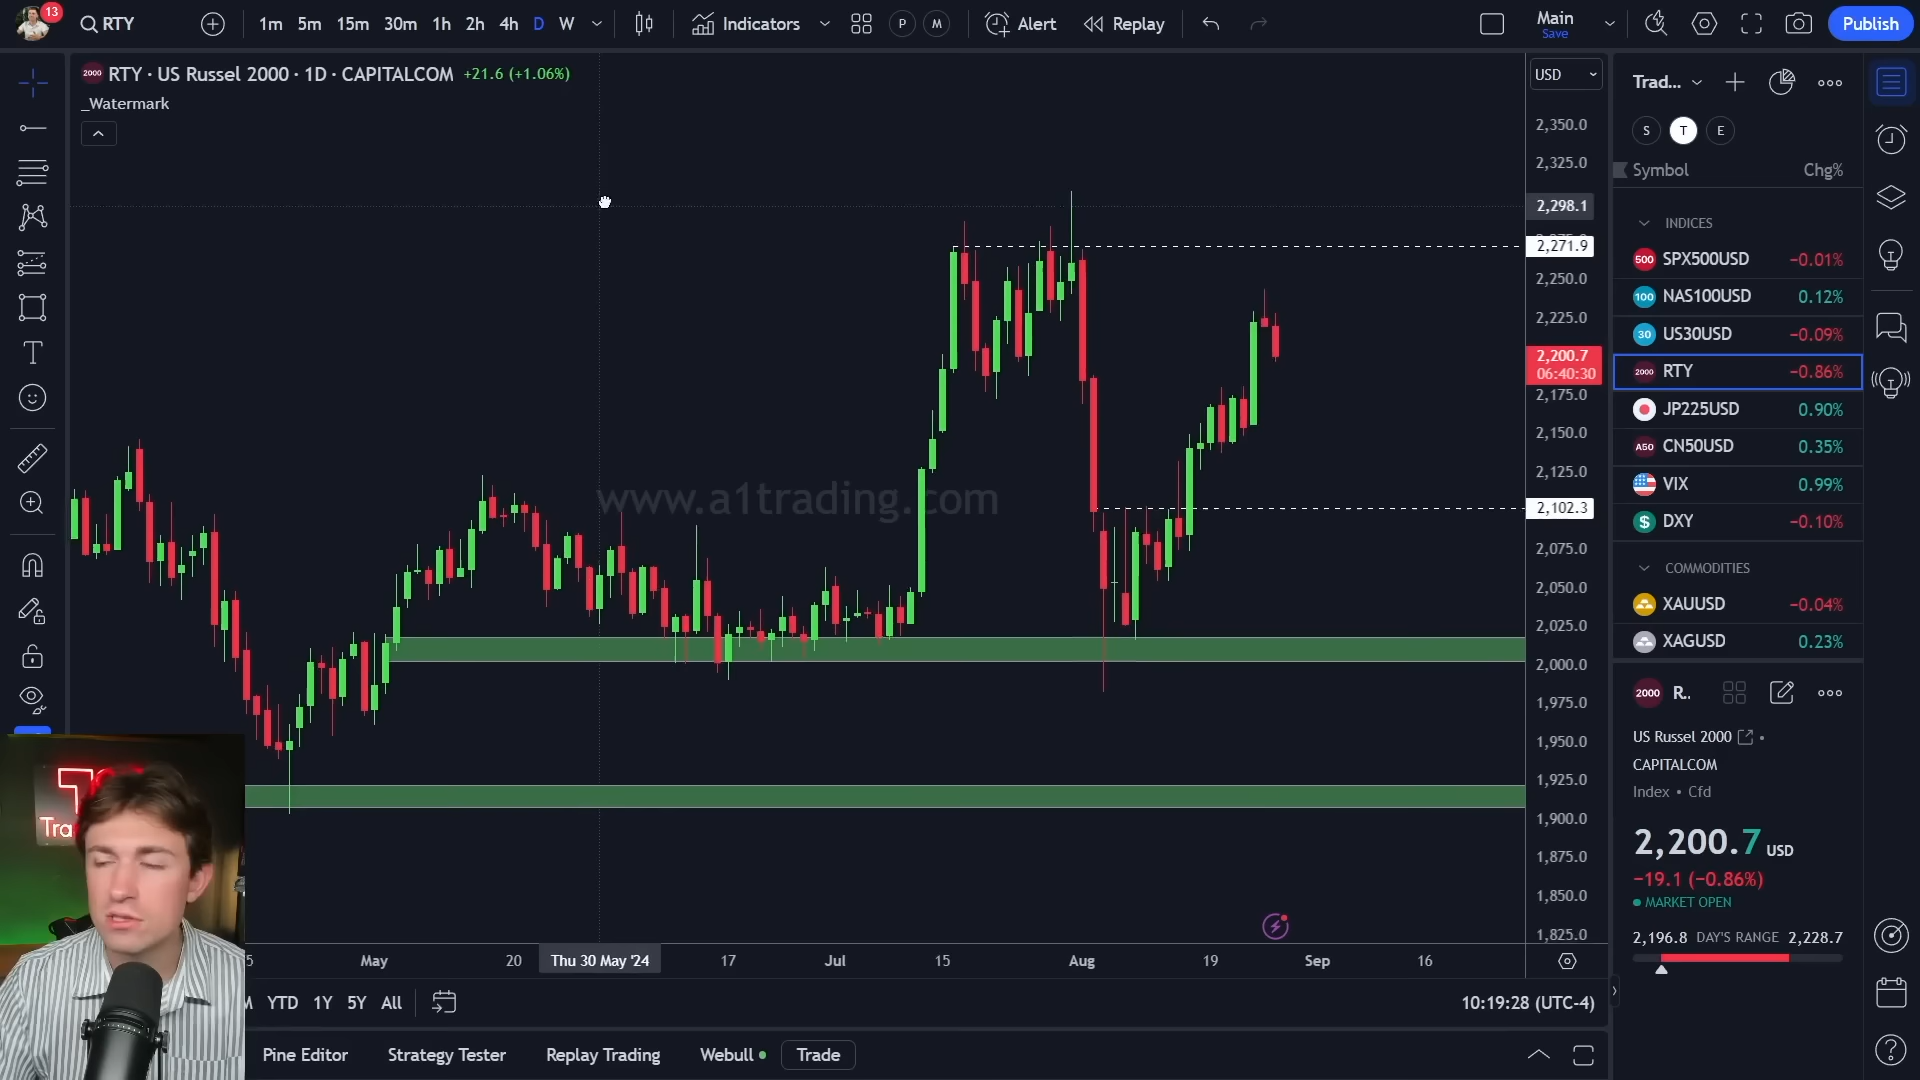 13
RTY
1m 5m 15m 30m 1h 2h 4h D W
Indicators
P M
Alert
Replay
Main
Save
Publish
2000 RTY · US Russel 2000 · 1D · CAPITALCOM +21.6 (+1.06%)
_Watermark
USD
2,350.0
2,325.0
2,298.1
2,271.9
2,250.0
2,225.0
2,200.7
06:40:30
2,175.0
2,150.0
2,125.0
2,102.3
2,075.0
2,050.0
2,025.0
2,000.0
1,975.0
1,950.0
1,925.0
1,900.0
1,875.0
1,850.0
1,825.0
www.a1trading.com
Trad...
S T E
Symbol Chg%
INDICES
500 SPX500USD −0.01%
100 NAS100USD 0.12%
30 US30USD −0.09%
2000 RTY −0.86%
JP225USD 0.90%
A50 CN50USD 0.35%
VIX 0.99%
$ DXY −0.10%
COMMODITIES
XAUUSD −0.04%
XAGUSD 0.23%
2000 R..
US Russel 2000
CAPITALCOM
Index • Cfd
2,200.7 USD
−19.1 (−0.86%)
MARKET OPEN
2,196.8 DAY'S RANGE 2,228.7
Tra
5 May 20 Thu 30 May '24 17 Jul 15 Aug 19 Sep 16
YTD 1Y 5Y All
10:19:28 (UTC-4)
Pine Editor Strategy Tester Replay Trading Webull Trade